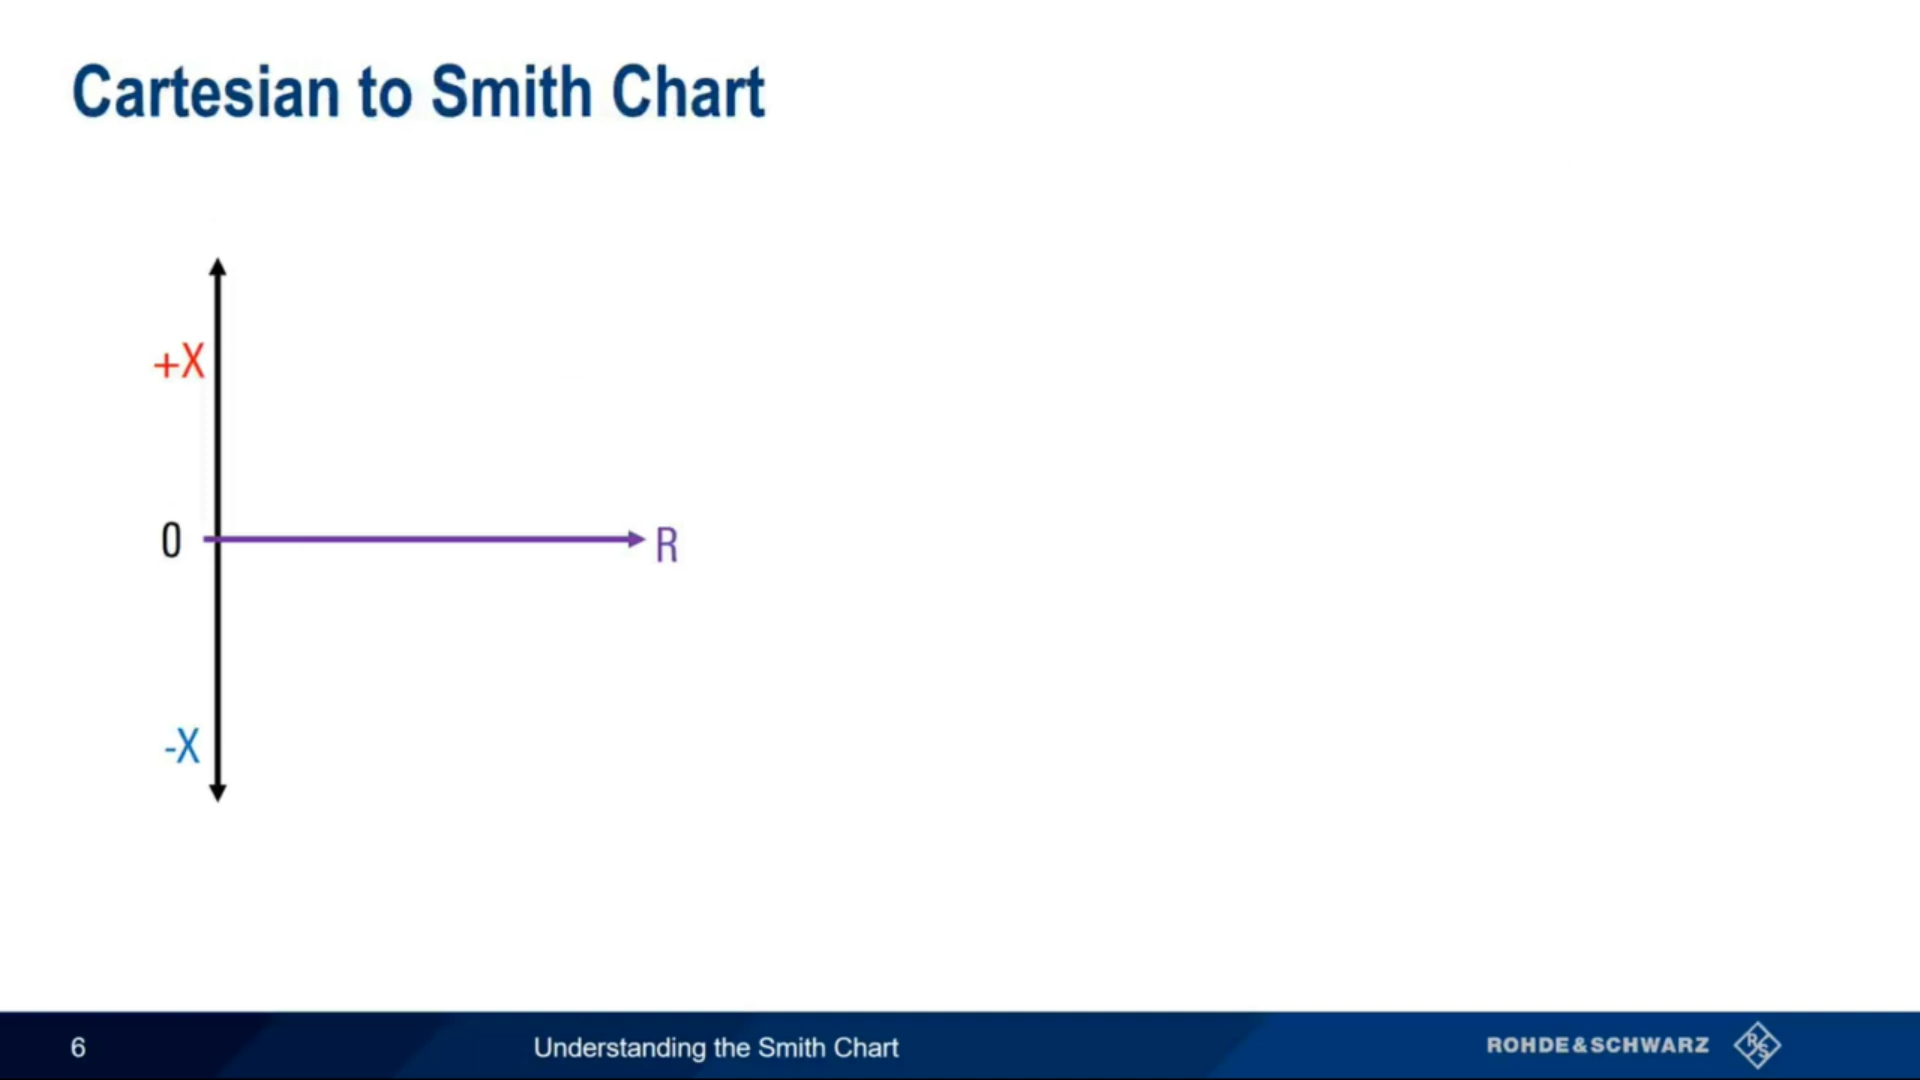 Cartesian to Smith Chart
+X
0
R
-X
6
Understanding the Smith Chart
ROHDE&SCHWARZ
R
S